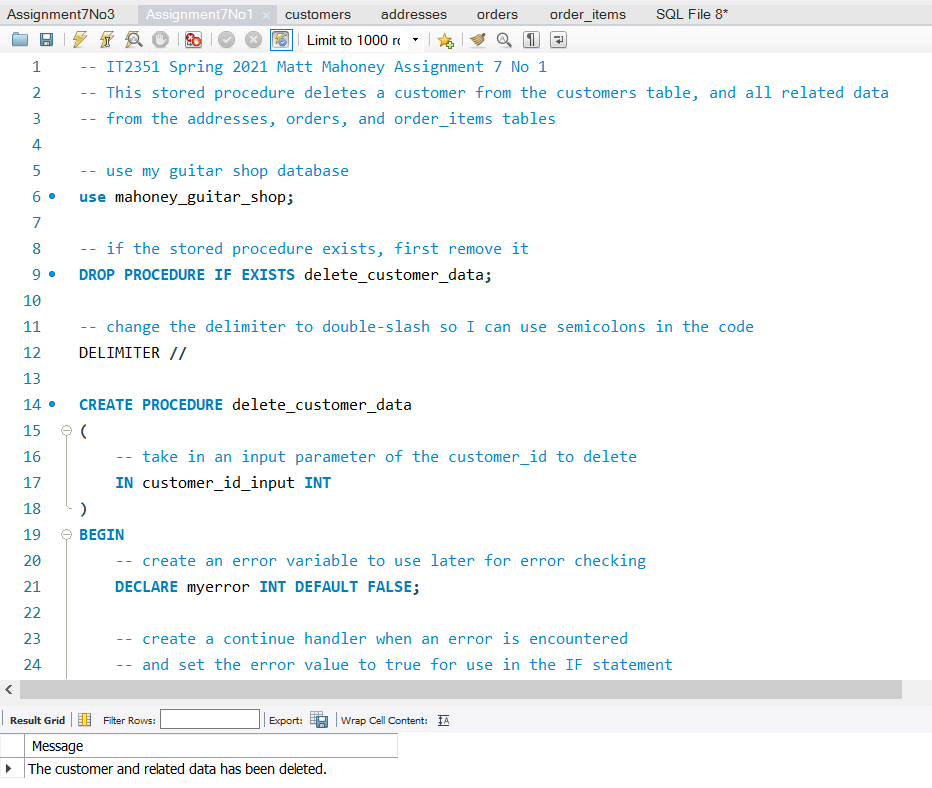 Assignment7No3 Assignment7No1 customers addresses orders order_items SQL File 8*
Limit to 1000 rc
1 -- IT2351 Spring 2021 Matt Mahoney Assignment 7 No 1
2 -- This stored procedure deletes a customer from the customers table, and all related data
3 -- from the addresses, orders, and order_items tables
4
5 -- use my guitar shop database
6 use mahoney_guitar_shop;
7
8 -- if the stored procedure exists, first remove it
9 DROP PROCEDURE IF EXISTS delete_customer_data;
10
11 -- change the delimiter to double-slash so I can use semicolons in the code
12 DELIMITER //
13
14 CREATE PROCEDURE delete_customer_data
15 (
16 -- take in an input parameter of the customer_id to delete
17 IN customer_id_input INT
18 )
19 BEGIN
20 -- create an error variable to use later for error checking
21 DECLARE myerror INT DEFAULT FALSE;
22
23 -- create a continue handler when an error is encountered
24 -- and set the error value to true for use in the IF statement
Result Grid Filter Rows: Export: Wrap Cell Content:
Message
The customer and related data has been deleted.